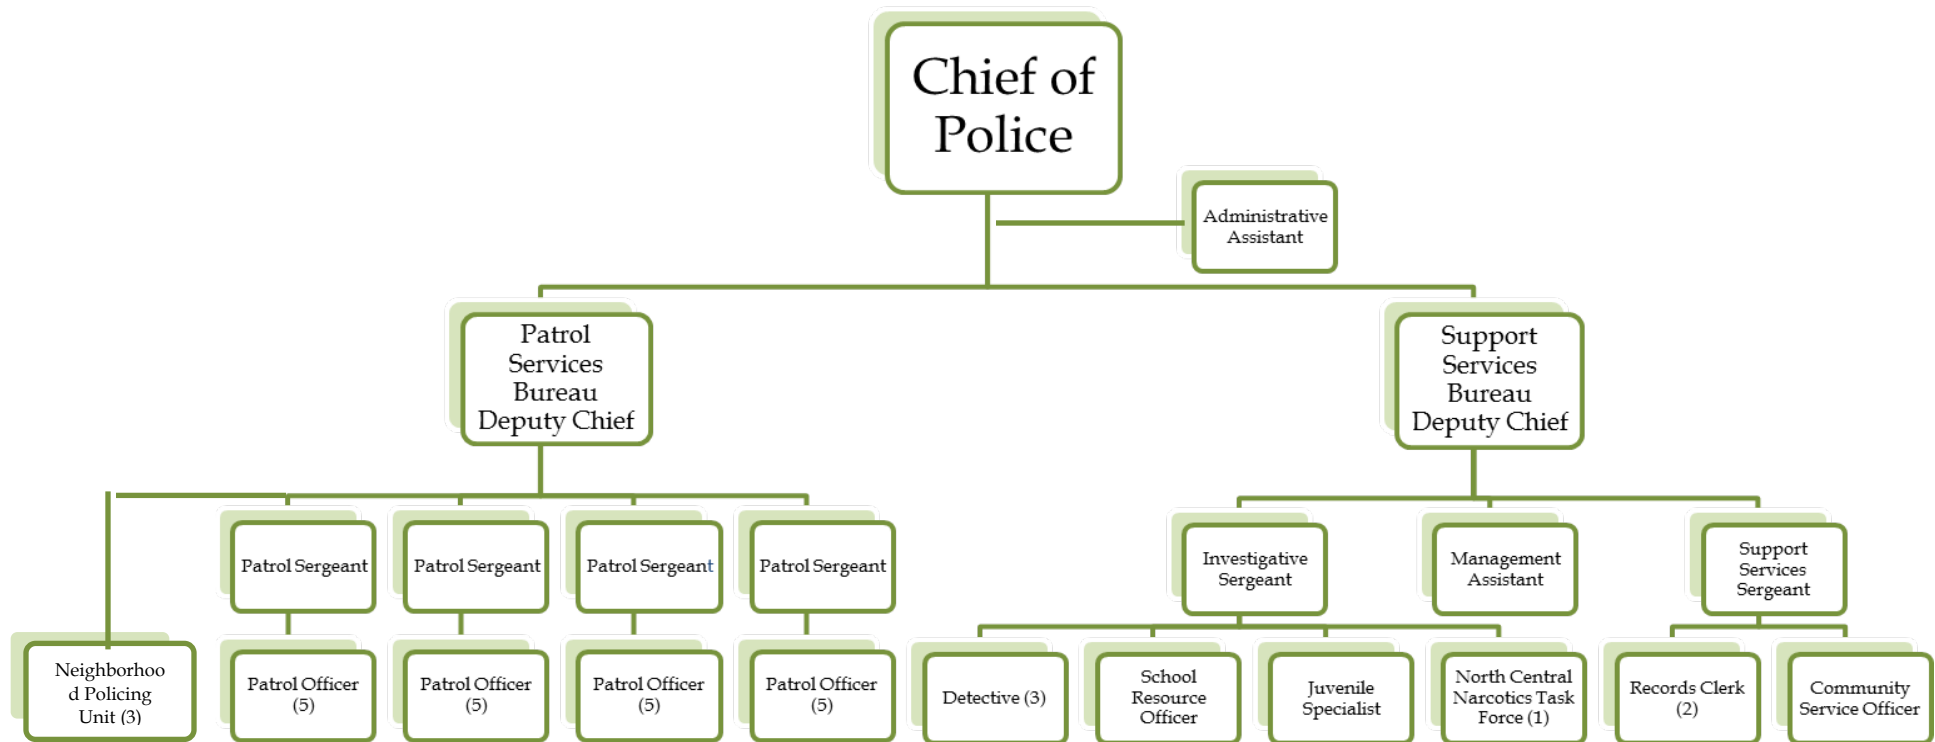 Chief of
Police
Administrative
Assistant
Patrol
Services
Bureau
Deputy Chief
Support
Services
Bureau
Deputy Chief
Patrol Sergeant
Patrol Sergeant
Patrol Sergeant
Patrol Sergeant
Investigative
Sergeant
Management
Assistant
Support
Services
Sergeant
Neighborhoo
d Policing
Unit (3)
Patrol Officer
(5)
Patrol Officer
(5)
Patrol Officer
(5)
Patrol Officer
(5)
Detective (3)
School
Resource
Officer
Juvenile
Specialist
North Central
Narcotics Task
Force (1)
Records Clerk
(2)
Community
Service Officer